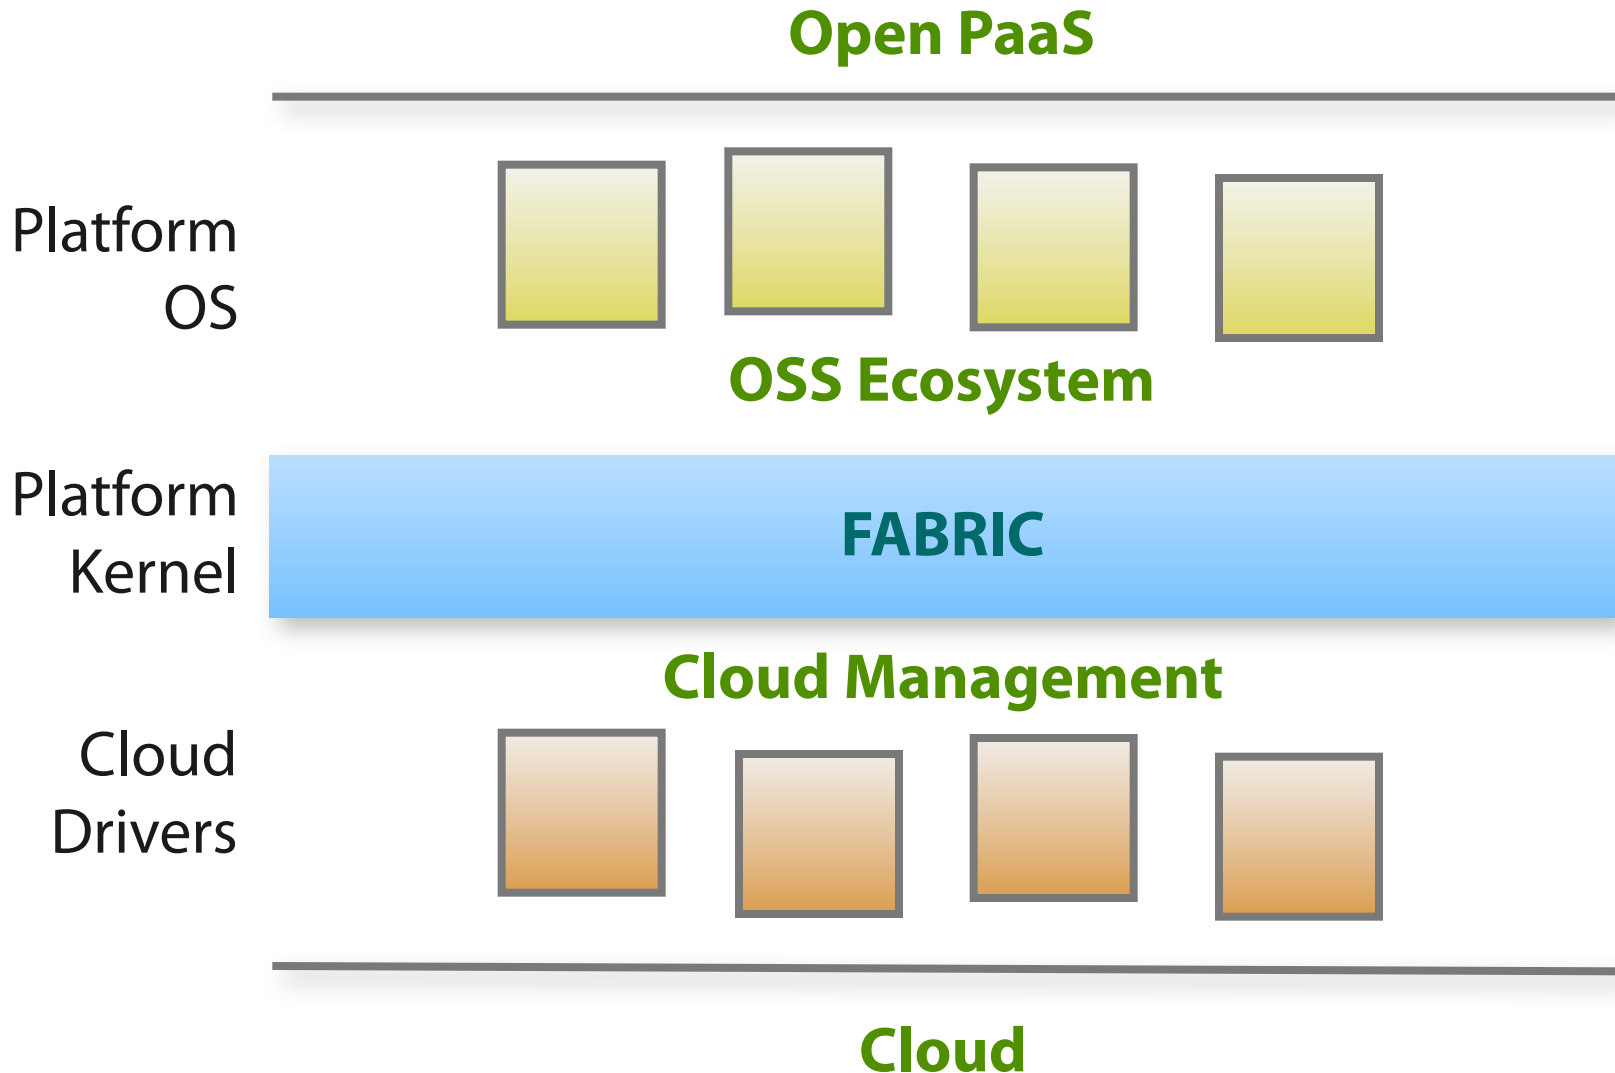 Open PaaS
Platform
OS
OSS Ecosystem
Platform
Kernel
FABRIC
Cloud Management
Cloud
Drivers
Cloud